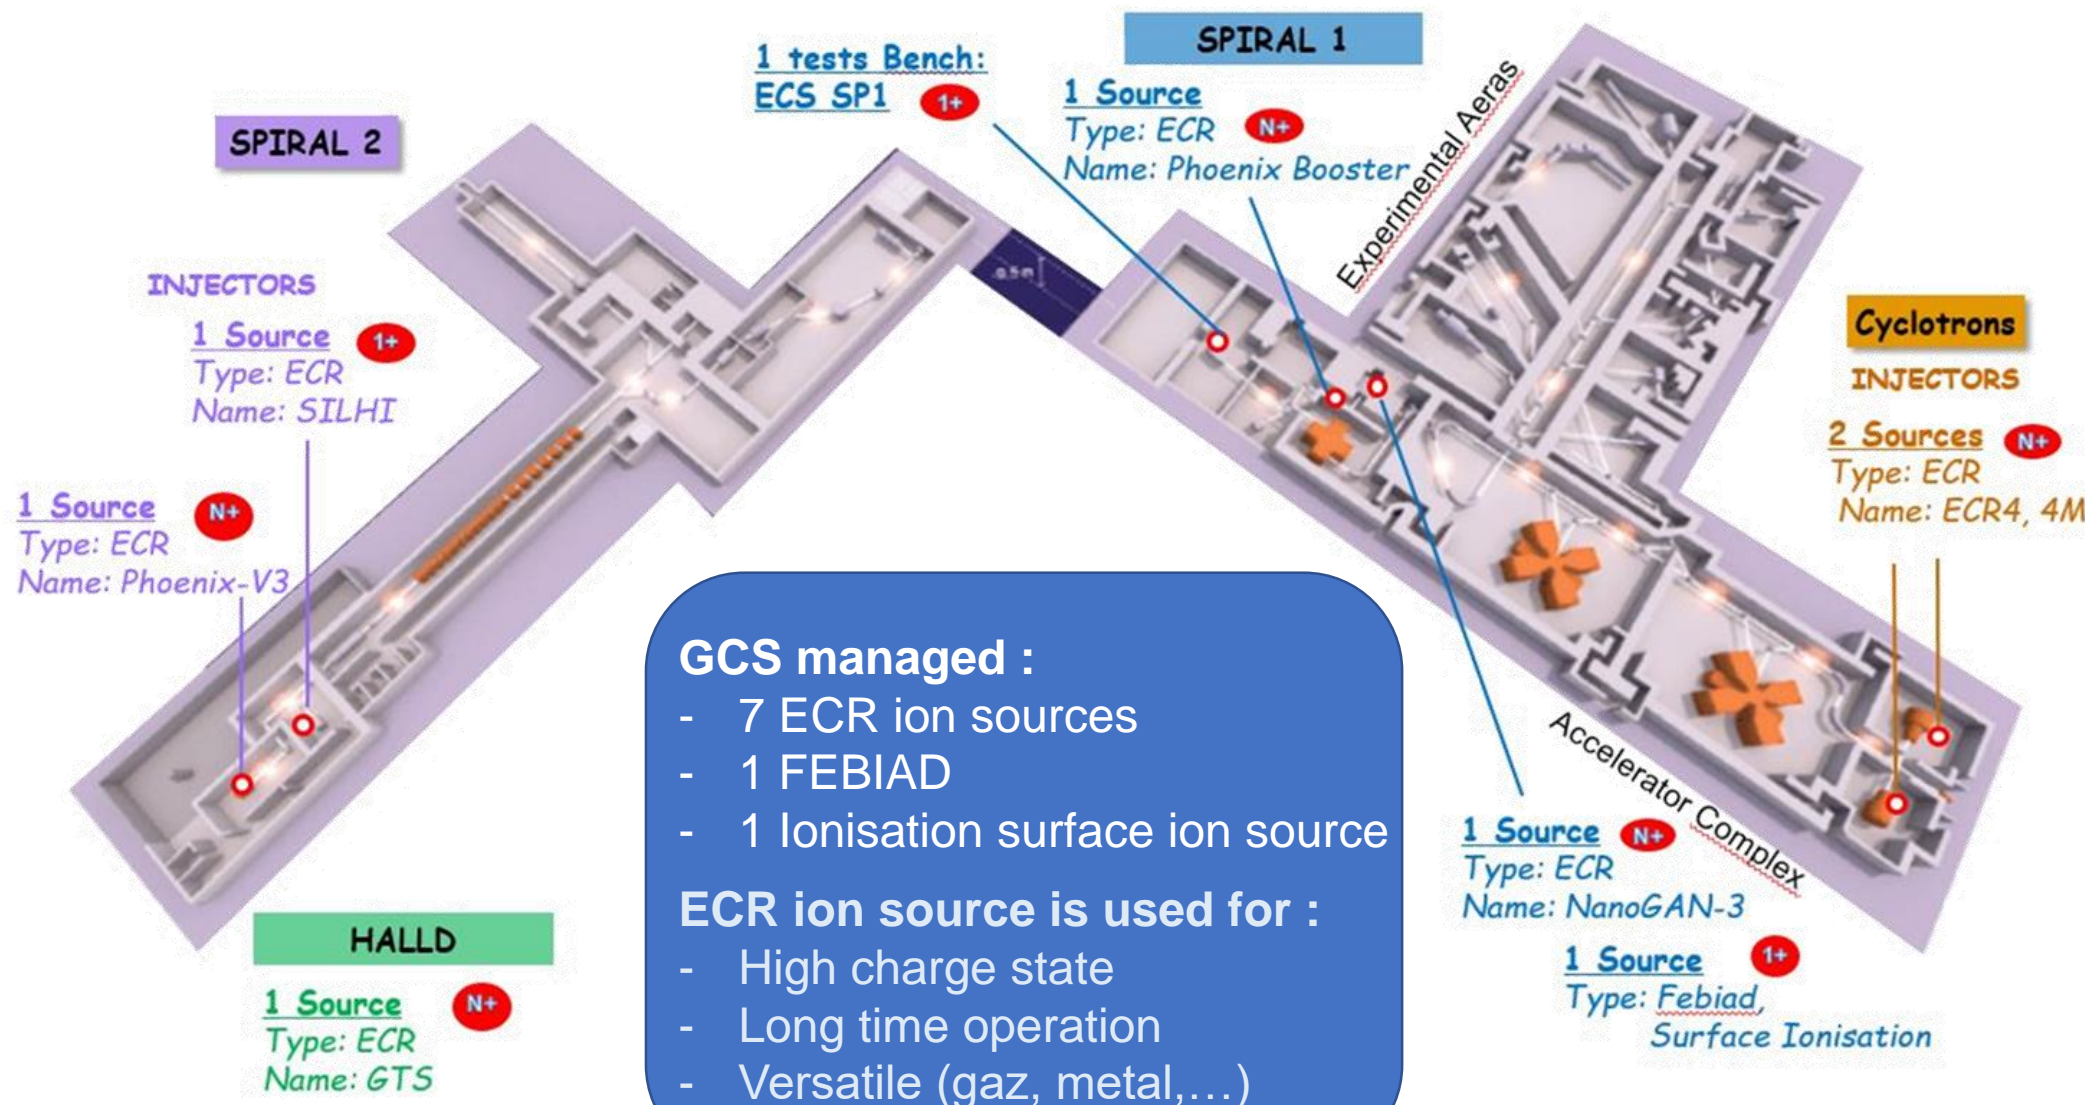 SPIRAL 2
INJECTORS
1 Source 1+
Type: ECR
Name: SILHI
1 Source N+
Type: ECR
Name: Phoenix-V3
HALLD
1 Source N+
Type: ECR
Name: GTS
1 tests Bench:
ECS SP1 1+
SPIRAL 1
1 Source
Type: ECR N+
Name: Phoenix Booster
Experimental Aeras
Cyclotrons
INJECTORS
2 Sources N+
Type: ECR
Name: ECR4, 4M
Accelerator Complex
1 Source N+
Type: ECR
Name: NanoGAN-3
1 Source 1+
Type: Febiad,
Surface Ionisation
GCS managed :
- 7 ECR ion sources
- 1 FEBIAD
- 1 Ionisation surface ion source
ECR ion source is used for :
- High charge state
- Long time operation
- Versatile (gaz, metal,…)